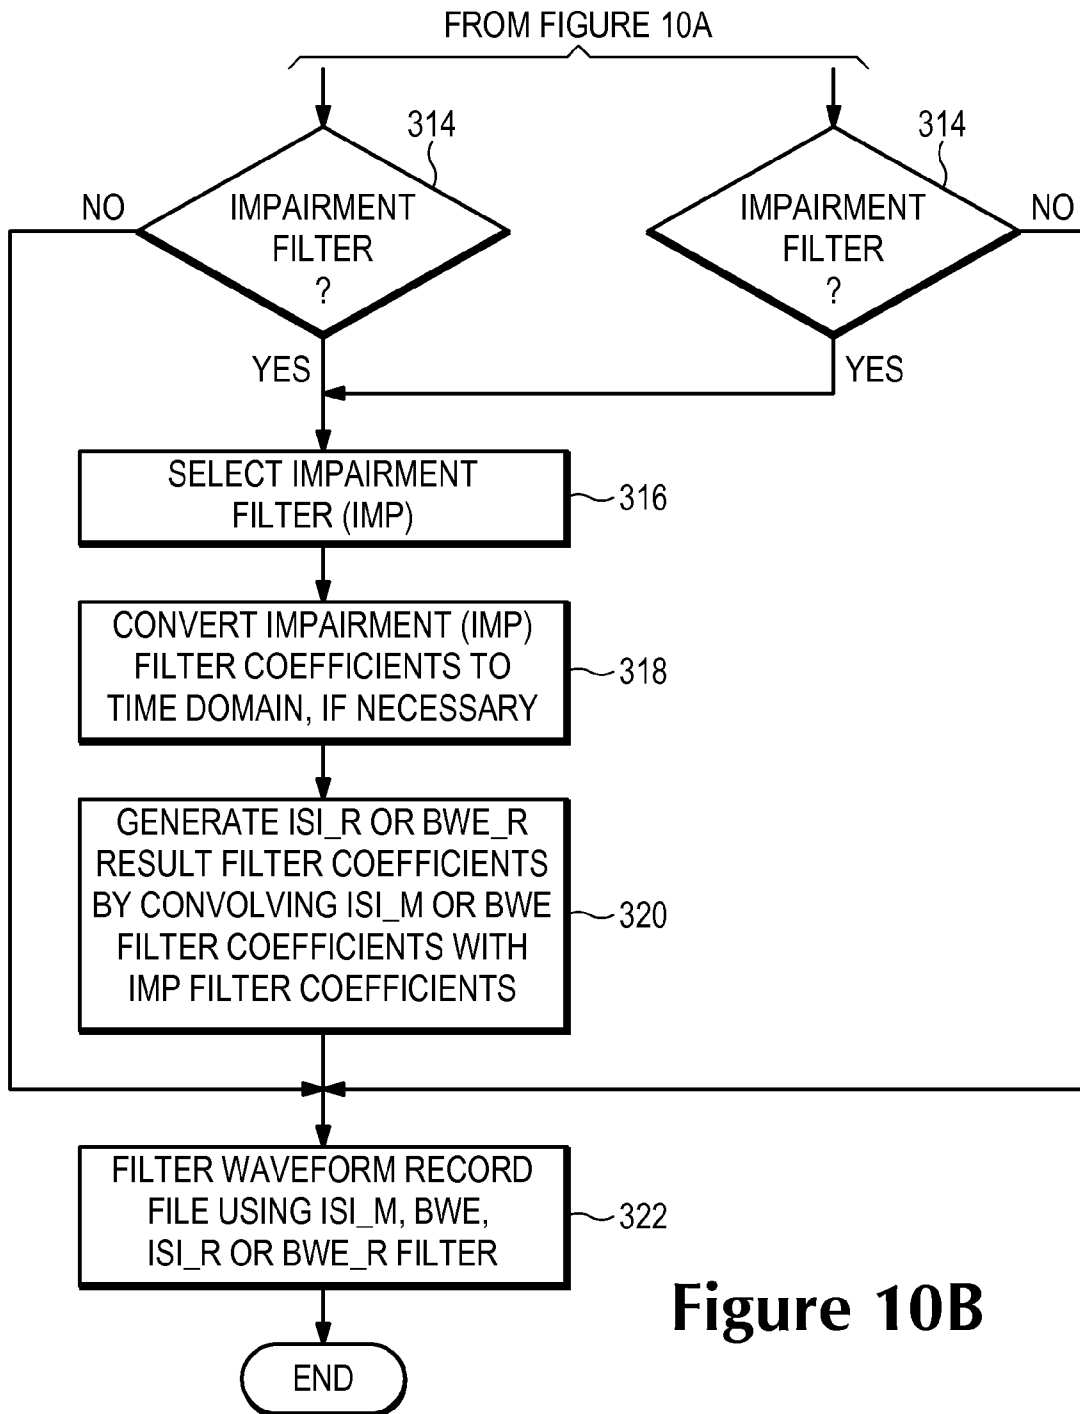 FROM FIGURE 10A
314
314
NO
IMPAIRMENT
FILTER
?
IMPAIRMENT
FILTER
?
NO
YES
YES
SELECT IMPAIRMENT
FILTER (IMP)
316
CONVERT IMPAIRMENT (IMP)
FILTER COEFFICIENTS TO
TIME DOMAIN, IF NECESSARY
318
GENERATE ISI_R OR BWE_R
RESULT FILTER COEFFICIENTS
BY CONVOLVING ISI_M OR BWE
FILTER COEFFICIENTS WITH
IMP FILTER COEFFICIENTS
320
FILTER WAVEFORM RECORD
FILE USING ISI_M, BWE,
ISI_R OR BWE_R FILTER
322
END
Figure 10B